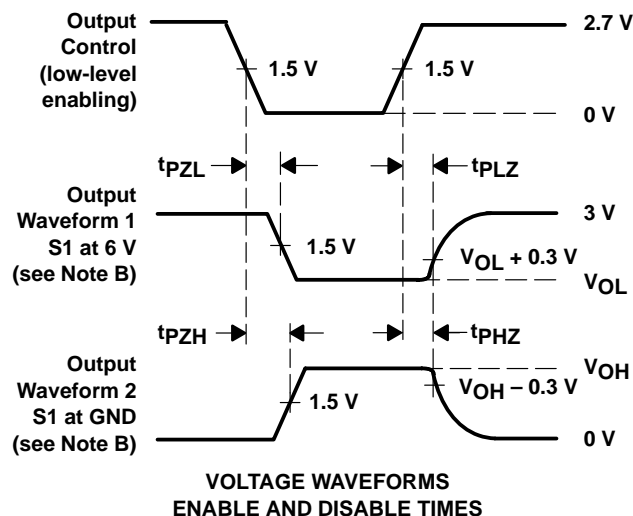 Output
Control
(low-level
enabling)
2.7 V
1.5 V
1.5 V
0 V
tPZL
tPLZ
Output
Waveform 1
S1 at 6 V
(see Note B)
3 V
1.5 V
VOL + 0.3 V
VOL
tPZH
tPHZ
Output
Waveform 2
S1 at GND
(see Note B)
VOH
1.5 V
VOH − 0.3 V
0 V
VOLTAGE WAVEFORMS
ENABLE AND DISABLE TIMES